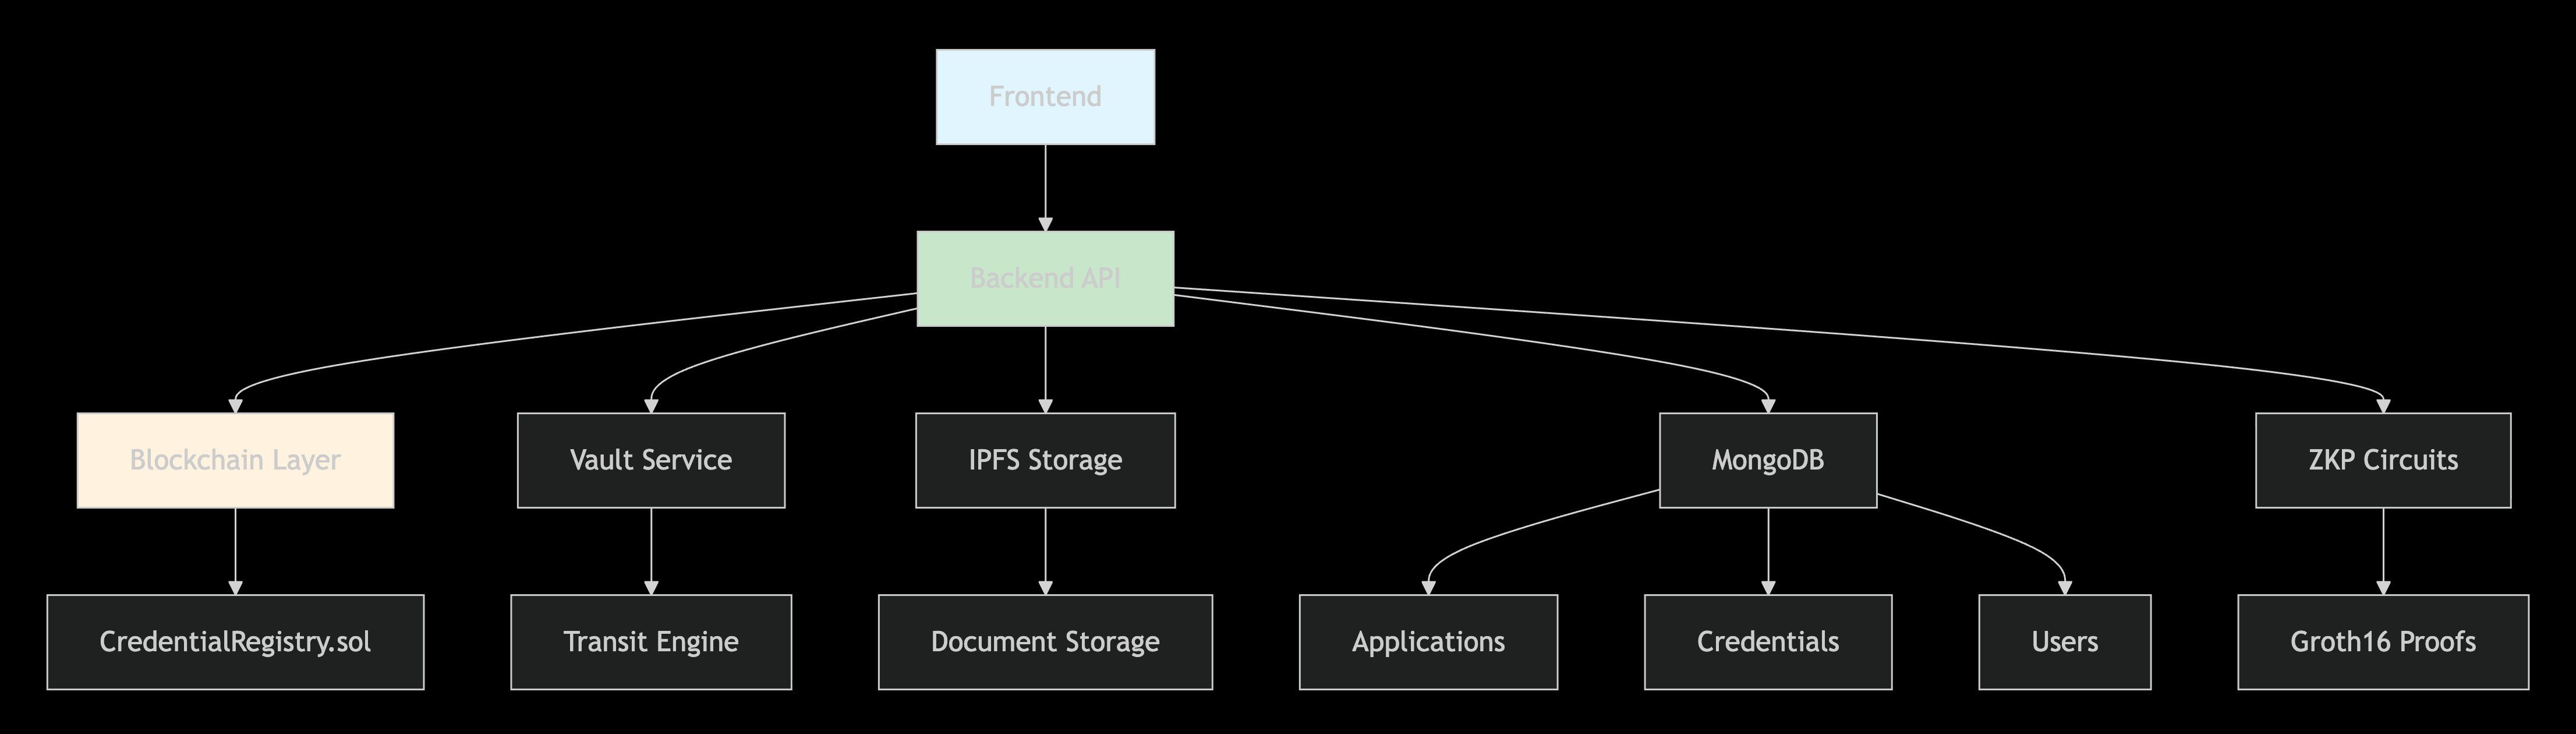 Frontend
Backend API
Blockchain Layer
Vault Service
IPFS Storage
MongoDB
ZKP Circuits
CredentialRegistry.sol
Transit Engine
Document Storage
Applications
Credentials
Users
Groth16 Proofs